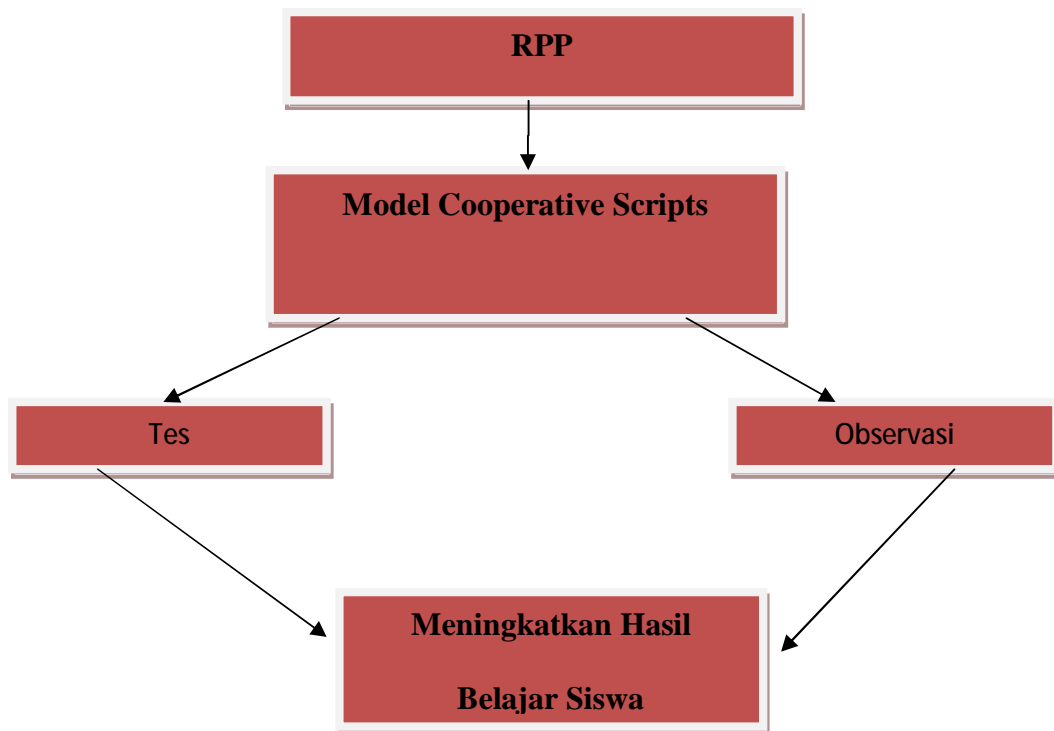 RPP
Model Cooperative Scripts
Tes
Observasi
Meningkatkan Hasil
Belajar Siswa